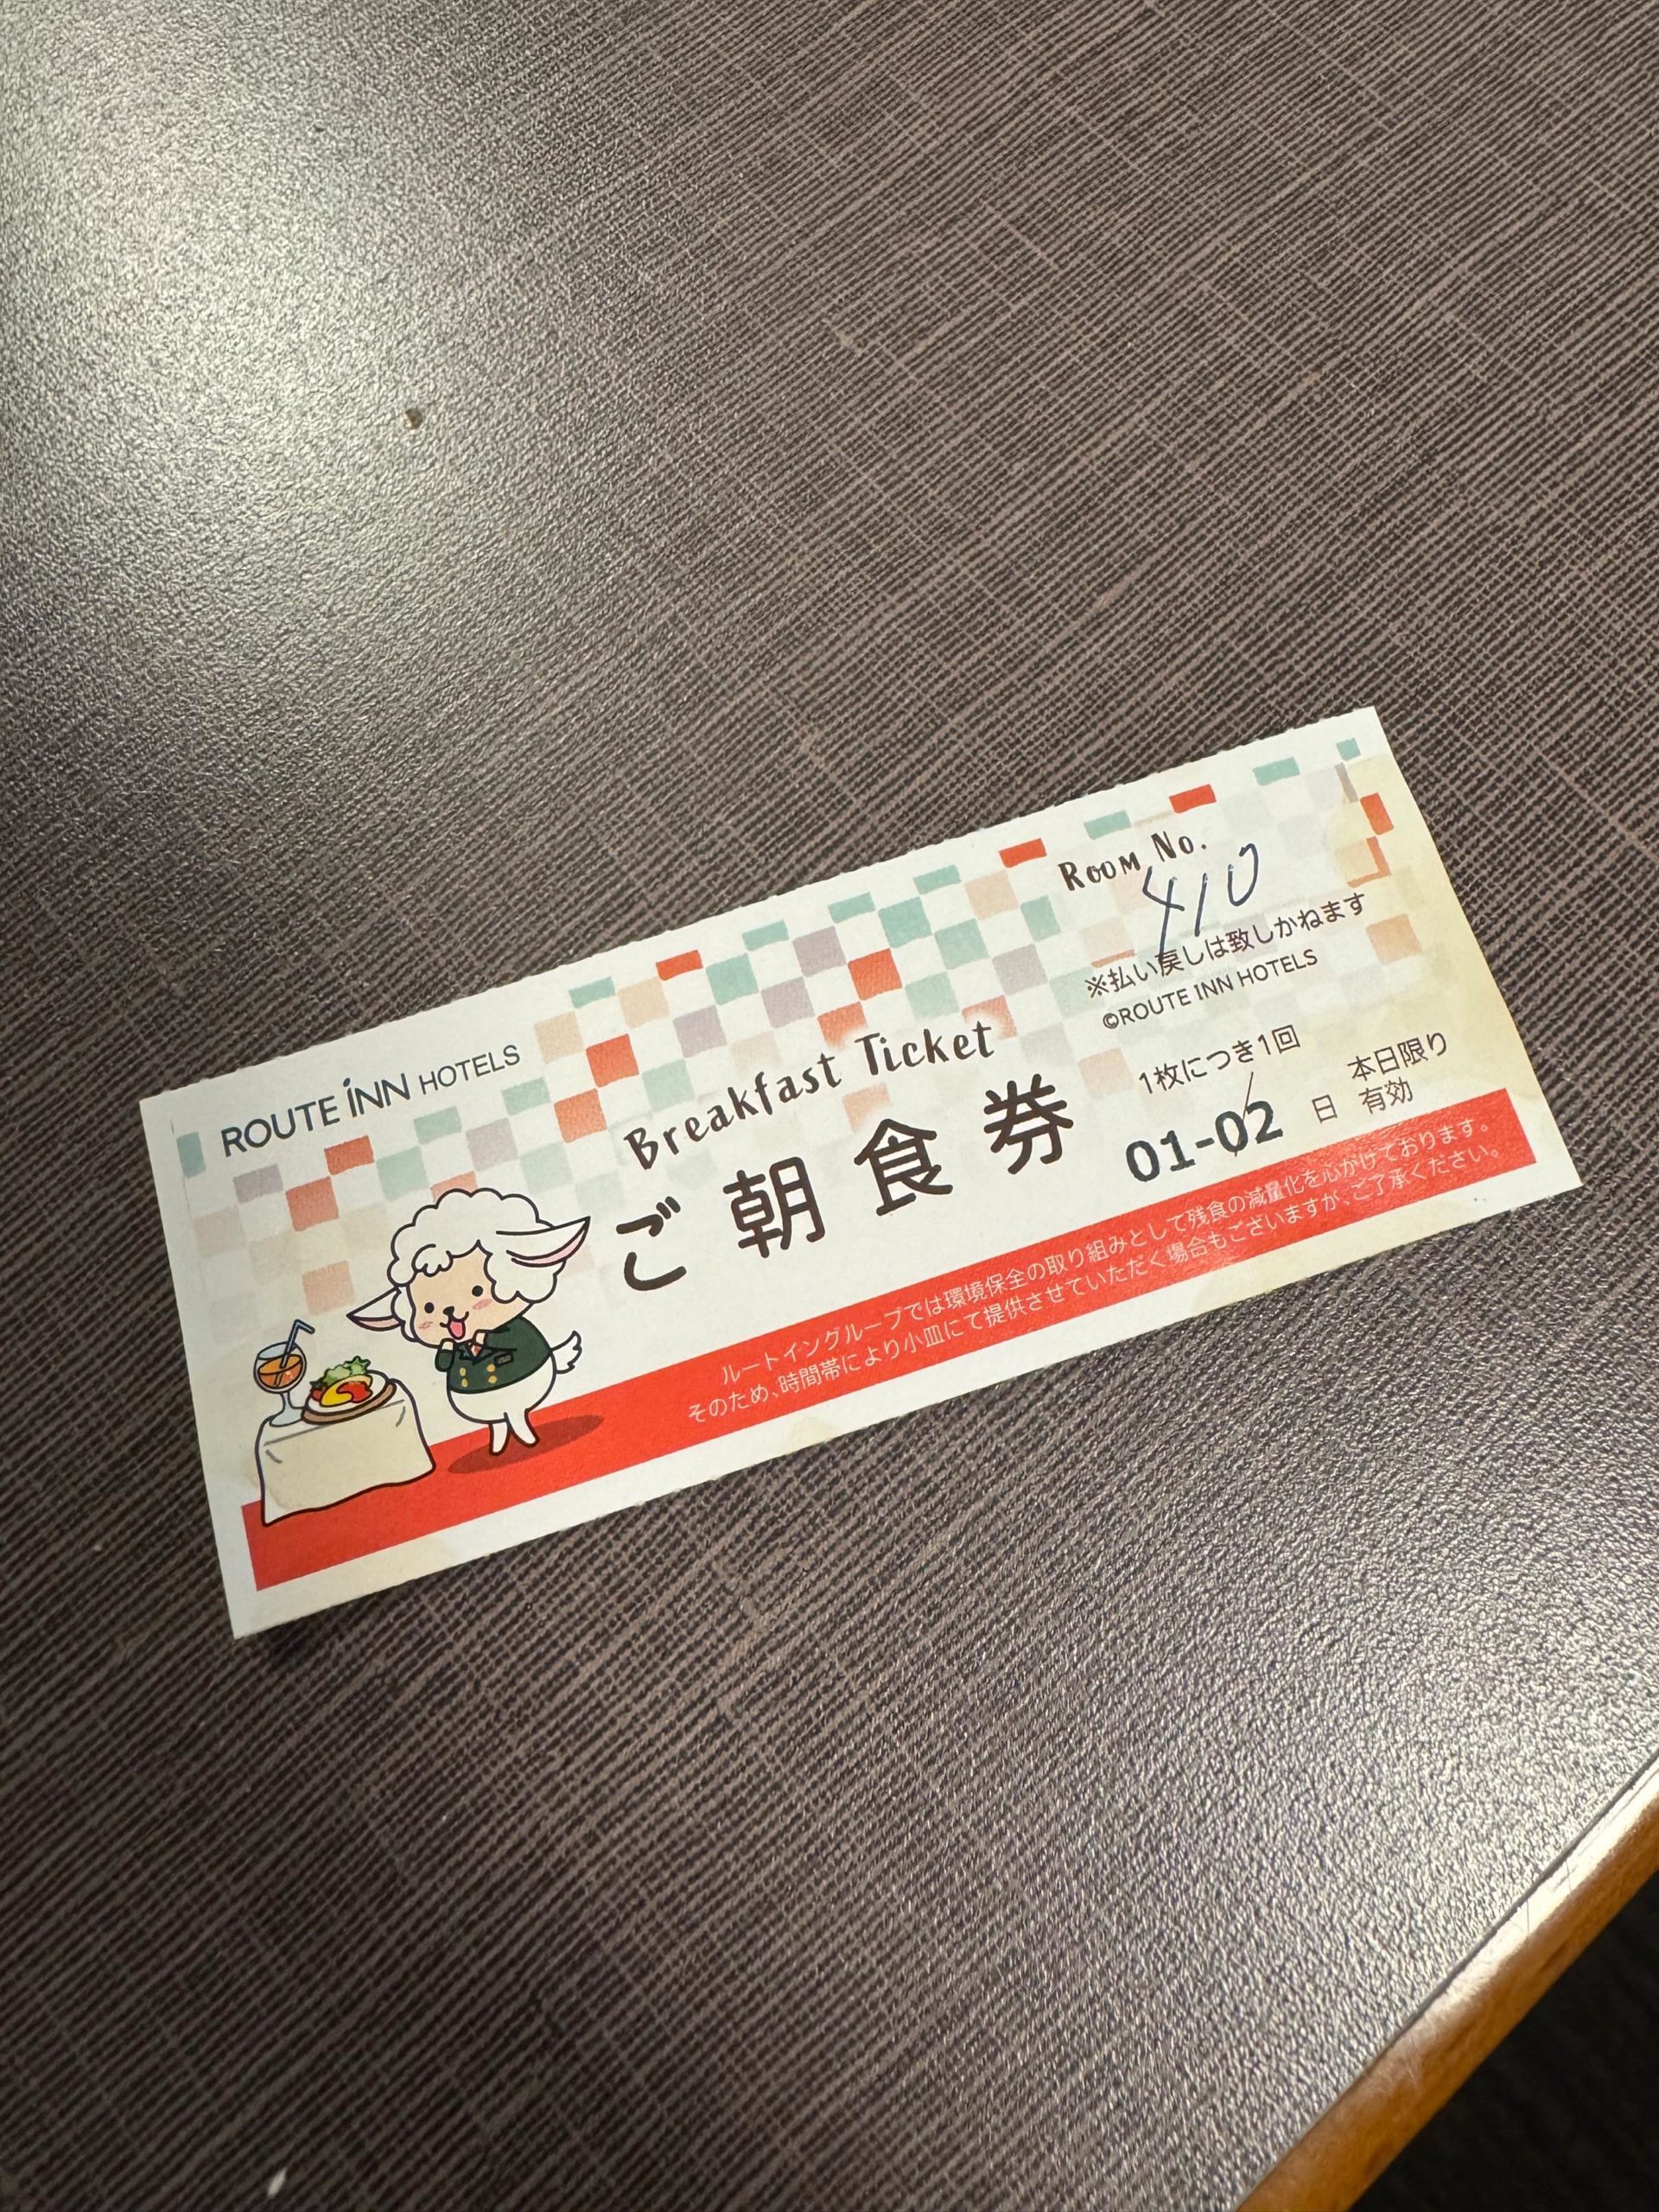 ROUTE INN HOTELS
Breakfast Ticket
ご朝食券
ROOM NO.
410
※払い戻しは致しかねます
©ROUTE INN HOTELS
1枚につき1回
01-02 日 本日限り
有効
ルートイングループでは環境保全の取り組みとして残食の減量化を心がけております。
そのため、時間帯により小皿にて提供させていただく場合もございますが、ご了承ください。